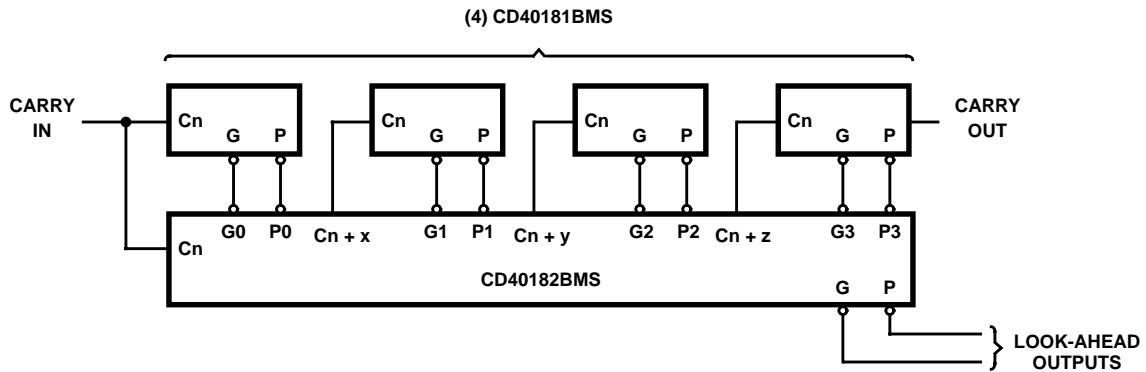 (4) CD40181BMS
CARRY
IN
Cn
G P
Cn
G P
Cn
G P
Cn
G P
CARRY
OUT
G0 P0 Cn + x G1 P1 Cn + y G2 P2 Cn + z G3 P3
Cn
CD40182BMS
G P
LOOK-AHEAD
OUTPUTS